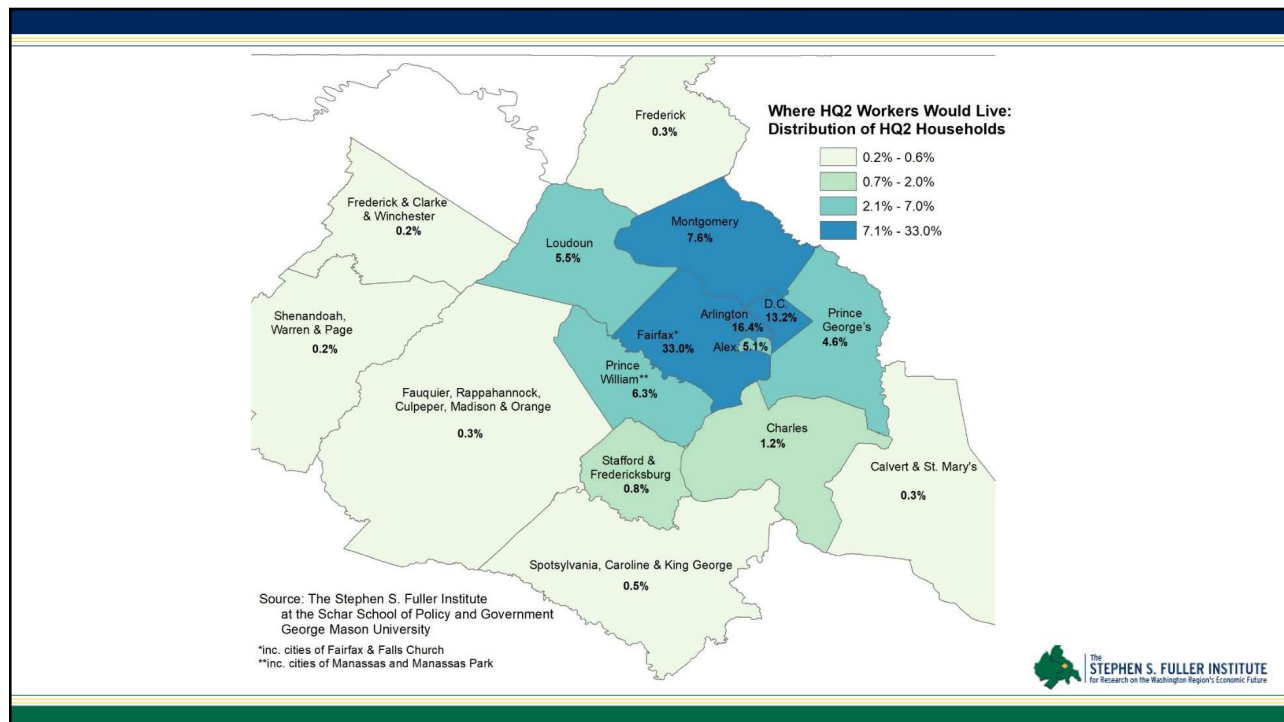 Where HQ2 Workers Would Live:
Distribution of HQ2 Households
0.2% - 0.6%
0.7% - 2.0%
2.1% - 7.0%
7.1% - 33.0%
Frederick
0.3%
Frederick & Clarke
& Winchester
0.2%
Loudoun
5.5%
Montgomery
7.6%
D.C.
13.2%
Arlington
16.4%
Fairfax*
33.0%
Alex.
5.1%
Prince
George's
4.6%
Shenandoah,
Warren & Page
0.2%
Prince
William**
6.3%
Fauquier, Rappahannock,
Culpeper, Madison & Orange
0.3%
Charles
1.2%
Stafford &
Fredericksburg
0.8%
Calvert & St. Mary's
0.3%
Spotsylvania, Caroline & King George
0.5%
Source: The Stephen S. Fuller Institute
at the Schar School of Policy and Government
George Mason University
*inc. cities of Fairfax & Falls Church
**inc. cities of Manassas and Manassas Park
The
STEPHEN S. FULLER INSTITUTE
for Research on the Washington Region's Economic Future